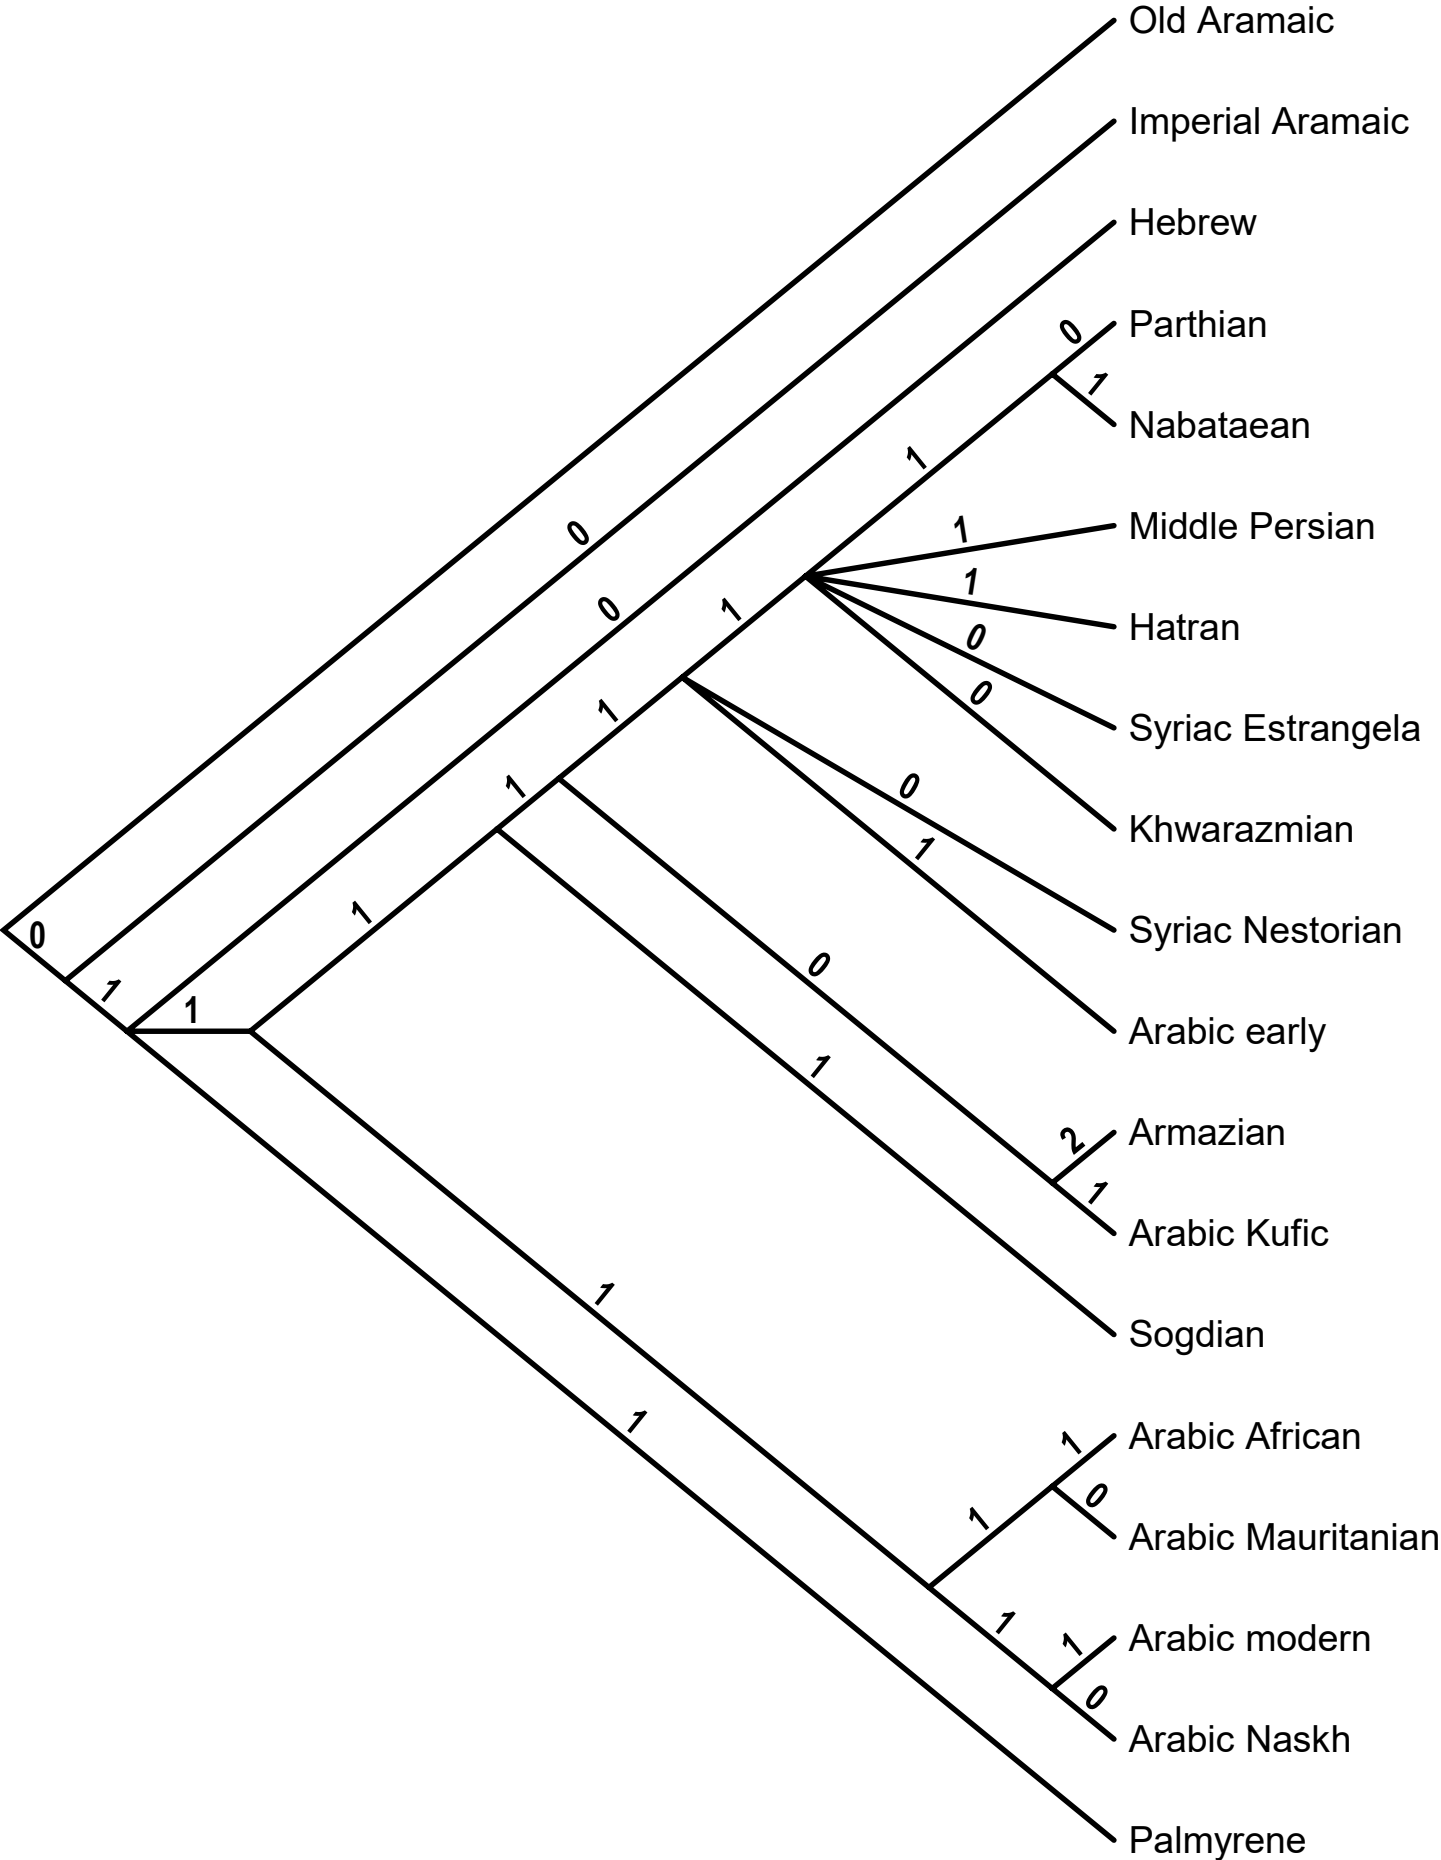 Old Aramaic
Imperial Aramaic
Hebrew
0 Parthian
1
Nabataean
1
Middle Persian
1
1
0
Hatran
0
1
0
0
Syriac Estrangela
1
0
Khwarazmian
1
0
1
Syriac Nestorian
1
0
0
1
1
Arabic early
1
2 Armazian
1
Arabic Kufic
1
Sogdian
1
1 Arabic African
0
1
Arabic Mauritanian
1
1 Arabic modern
0
Arabic Naskh
Palmyrene